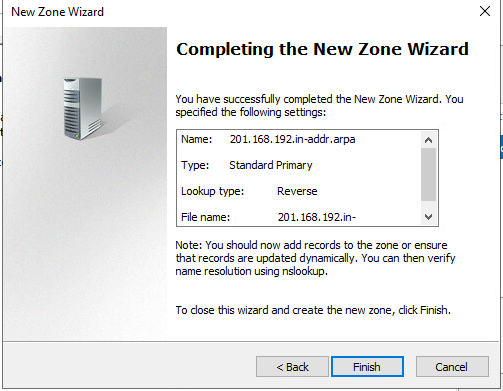 New Zone Wizard
Completing the New Zone Wizard
You have successfully completed the New Zone Wizard. You
specified the following settings:
Name: 201.168.192.in-addr.arpa
Type: Standard Primary
Lookup type: Reverse
File name: 201.168.192.in-
Note: You should now add records to the zone or ensure
that records are updated dynamically. You can then verify
name resolution using nslookup.
To close this wizard and create the new zone, click Finish.
< Back Finish Cancel